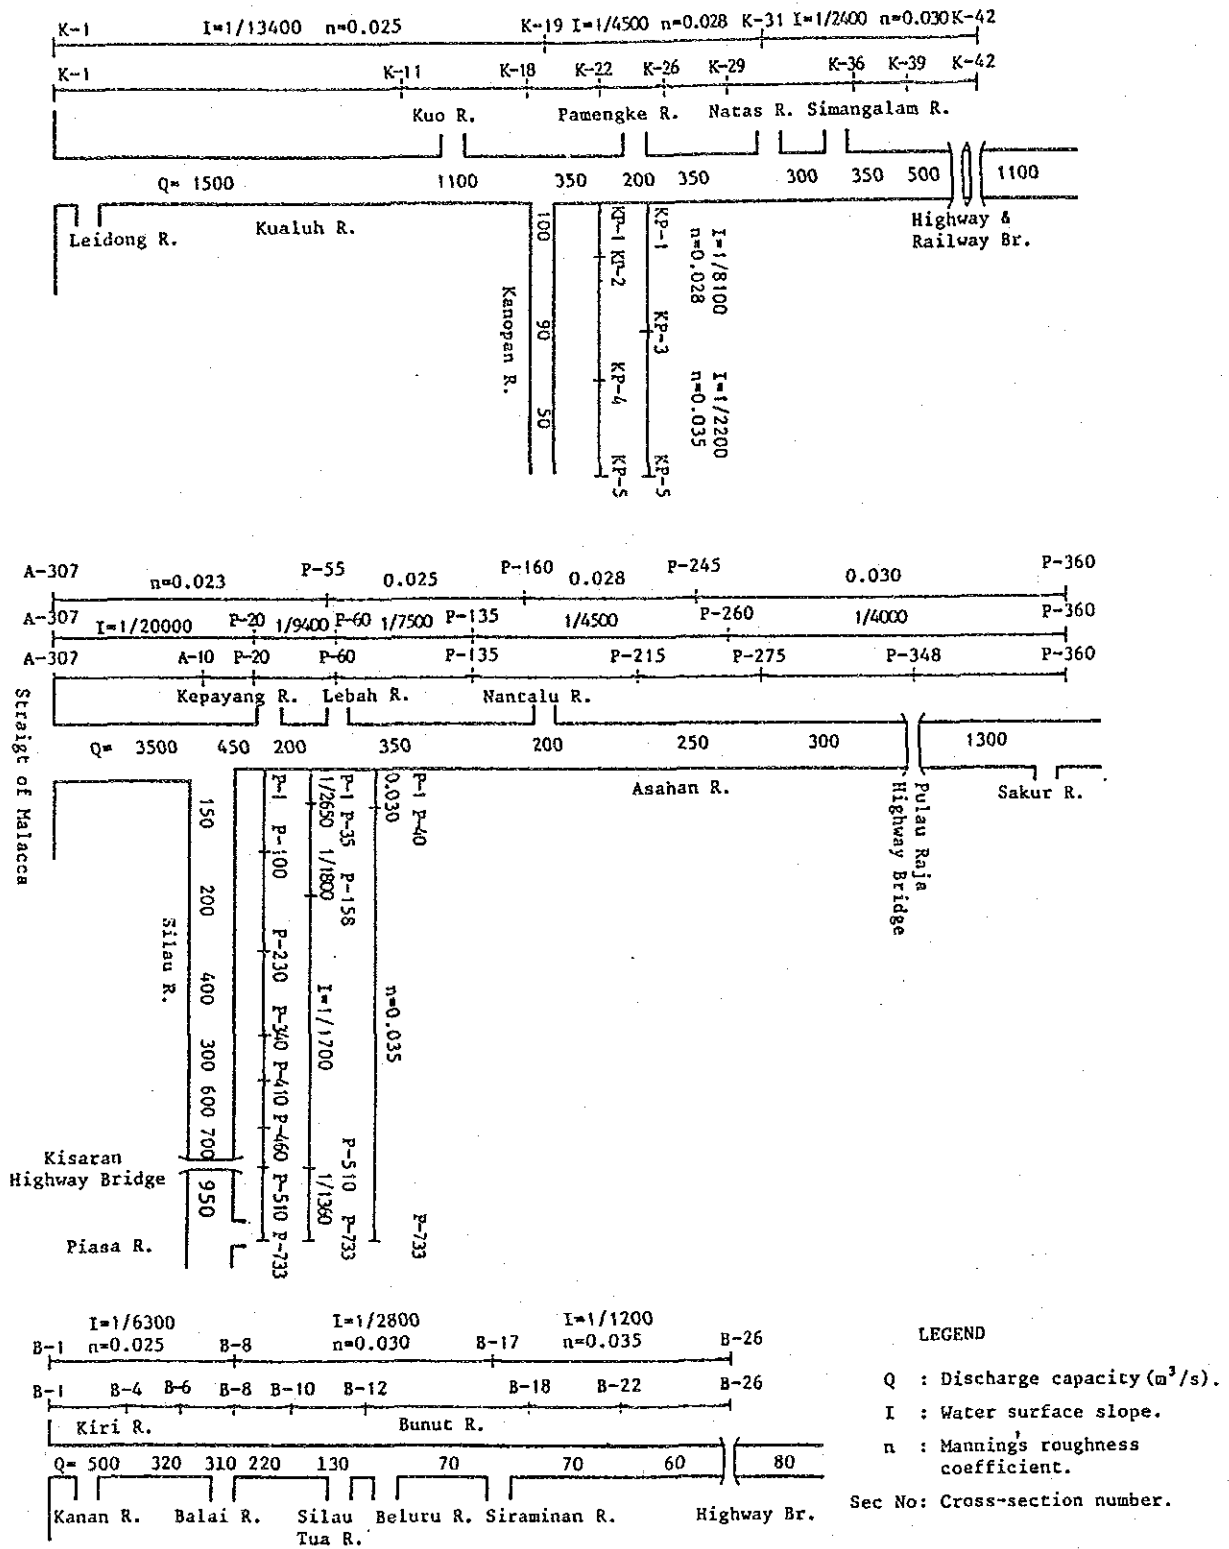 K-1 I=1/13400 n=0.025 K-19 I=1/4500 n=0.028 K-31 I=1/2400 n=0.030 K-42
K-1 K-11 K-18 K-22 K-26 K-29 K-36 K-39 K-42
Kuo R. Pamengke R. Natas R. Simangalam R.
Q= 1500 1100 350 200 350 300 350 500 1100
Leidong R. Kualuh R.
Highway &
Railway Br.
Kanopan R.
100 90 50
KP-1 KP-2 KP-4 KP-5
KP-1 KP-3 KP-5
I=1/8100 I=1/2200
n=0.028 n=0.035
A-307 n=0.023 P-55 0.025 P-160 0.028 P-245 0.030 P-360
A-307 I=1/20000 P-20 1/9400 P-60 1/7500 P-135 1/4500 P-260 1/4000 P-360
A-307 A-10 P-20 P-60 P-135 P-215 P-275 P-348 P-360
Kepayang R. Lebah R. Nantalu R.
Straigt of Malacca
Q= 3500 450 200 350 200 250 300 1300
Asahan R. Sakur R.
Pulau Raja
Highway Bridge
Silau R.
150 200 400 300 600 700 950
P-1 P-100 P-230 P-340 P-410 P-460 P-510 P-733
1/2650 1/1800 I=1/1700 1/1360
P-1 P-35 P-158 P-510 P-733
0.030 n=0.035
P-1 P-40 P-733
Kisaran
Highway Bridge
Piasa R.
I=1/6300 I=1/2800 I=1/1200
B-1 n=0.025 B-8 n=0.030 B-17 n=0.035 B-26
B-1 B-4 B-6 B-8 B-10 B-12 B-18 B-22 B-26
Kiri R. Bunut R.
Q= 500 320 310 220 130 70 70 60 80
Kanan R. Balai R. Silau Beluru R. Siraminan R. Highway Br.
Tua R.
LEGEND
Q : Discharge capacity (m³/s).
I : Water surface slope.
n : Manning's roughness
coefficient.
Sec No: Cross-section number.